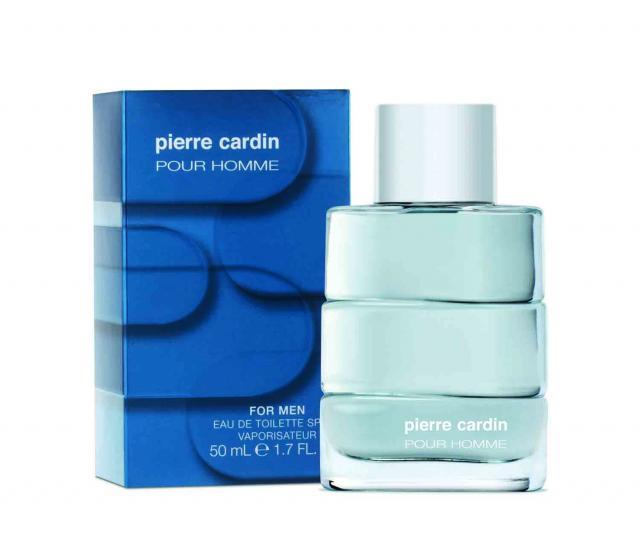 pierre cardin
POUR HOMME
FOR MEN
EAU DE TOILETTE
VAPORISATEUR
50 mL e 1.7 FL.
pierre cardin
POUR HOMME